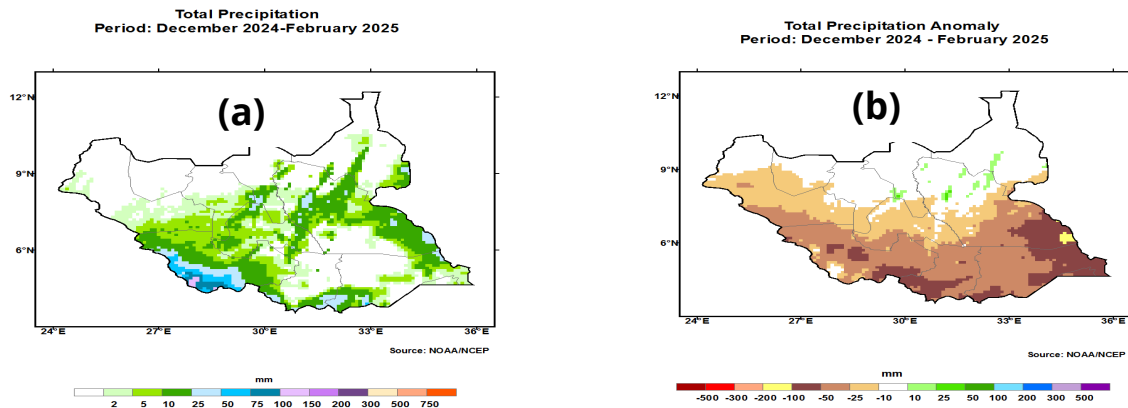 Total Precipitation
Period: December 2024-February 2025
(a)
12°N
9°N
6°N
24°E 27°E 30°E 33°E 36°E
Source: NOAA/NCEP
mm
2 5 10 25 50 75 100 150 200 300 500 750
Total Precipitation Anomaly
Period: December 2024 - February 2025
(b)
12°N
9°N
6°N
24°E 27°E 30°E 33°E 36°E
Source: NOAA/NCEP
mm
-500 -300 -200 -100 -50 -25 -10 10 25 50 100 200 300 500